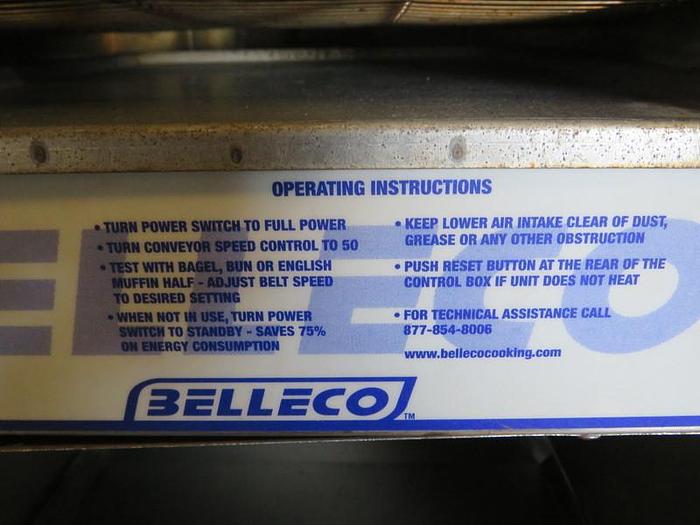 OPERATING INSTRUCTIONS
• TURN POWER SWITCH TO FULL POWER
• TURN CONVEYOR SPEED CONTROL TO 50
• TEST WITH BAGEL, BUN OR ENGLISH
MUFFIN HALF - ADJUST BELT SPEED
TO DESIRED SETTING
• WHEN NOT IN USE, TURN POWER
SWITCH TO STANDBY - SAVES 75%
ON ENERGY CONSUMPTION
• KEEP LOWER AIR INTAKE CLEAR OF DUST,
GREASE OR ANY OTHER OBSTRUCTION
• PUSH RESET BUTTON AT THE REAR OF THE
CONTROL BOX IF UNIT DOES NOT HEAT
• FOR TECHNICAL ASSISTANCE CALL
877-854-8006
www.bellecocooking.com
ELLECO
BELLECO™